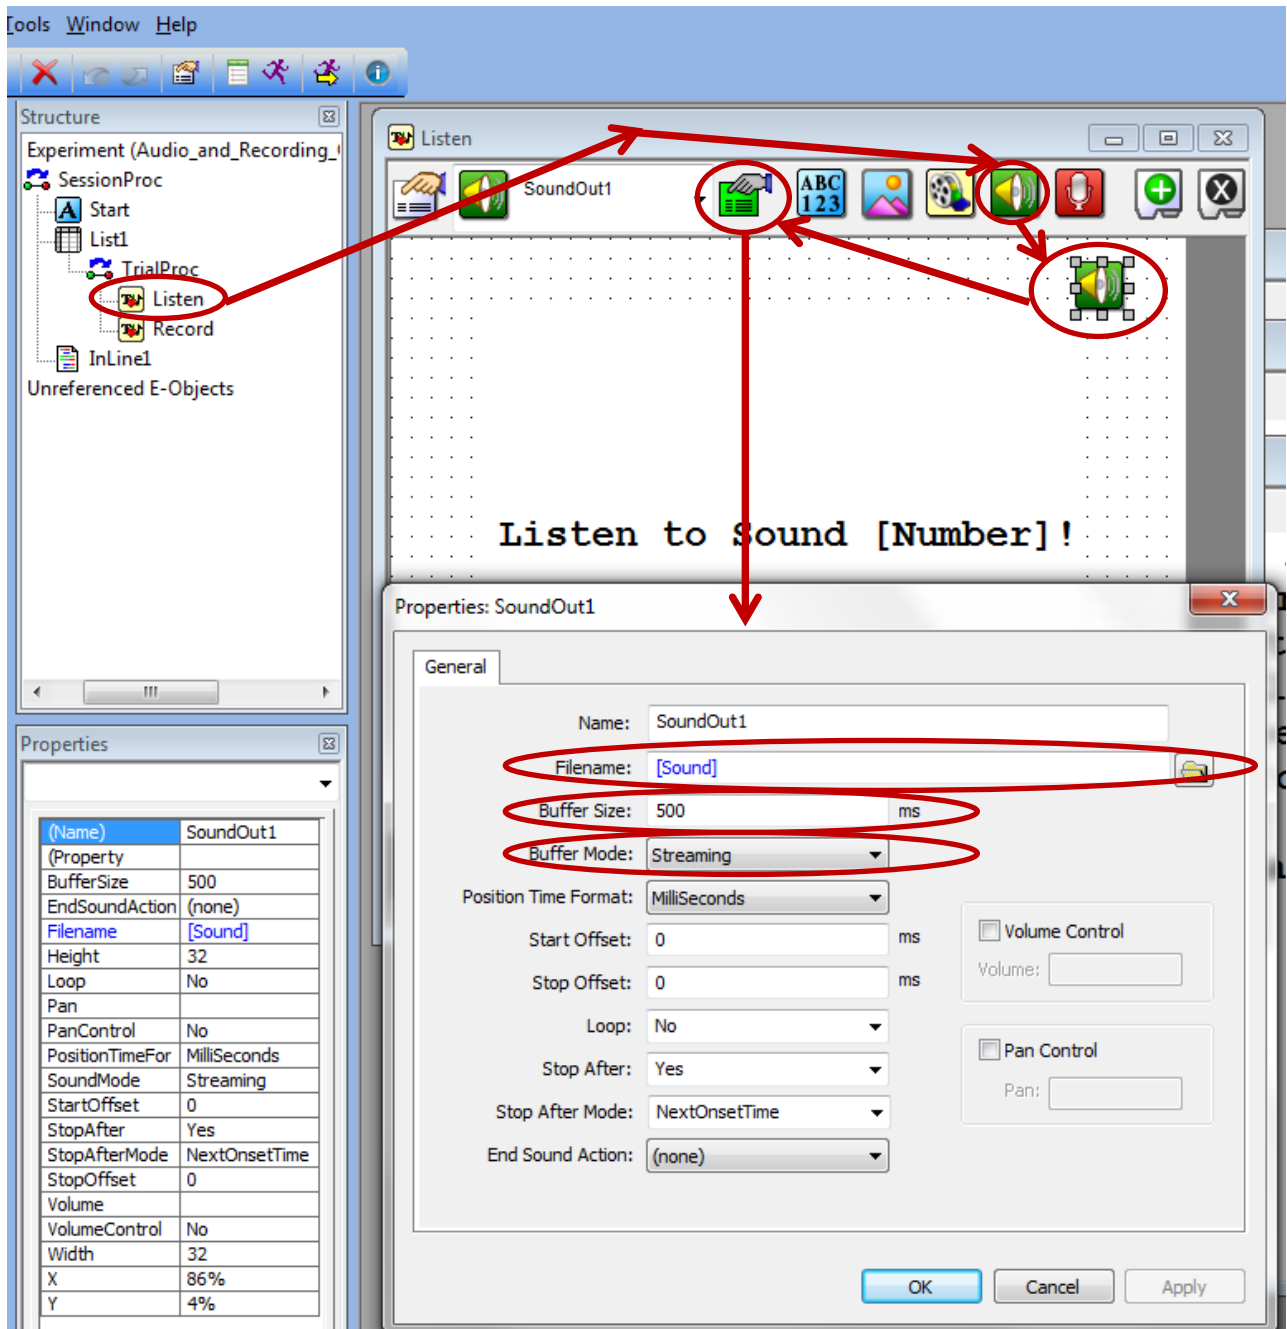 Tools Window Help
Structure
Experiment (Audio_and_Recording_
SessionProc
Start
List1
TrialProc
Listen
Record
InLine1
Unreferenced E-Objects
Properties
(Name) SoundOut1
(Property
BufferSize 500
EndSoundAction (none)
Filename [Sound]
Height 32
Loop No
Pan
PanControl No
PositionTimeFor MilliSeconds
SoundMode Streaming
StartOffset 0
StopAfter Yes
StopAfterMode NextOnsetTime
StopOffset 0
Volume
VolumeControl No
Width 32
X 86%
Y 4%
Listen
SoundOut1
ABC
123
Listen to Sound [Number]!
Properties: SoundOut1
General
Name: SoundOut1
Filename: [Sound]
Buffer Size: 500 ms
Buffer Mode: Streaming
Position Time Format: MilliSeconds
Start Offset: 0 ms
Stop Offset: 0 ms
Loop: No
Stop After: Yes
Stop After Mode: NextOnsetTime
End Sound Action: (none)
Volume Control
Volume:
Pan Control
Pan:
OK Cancel Apply